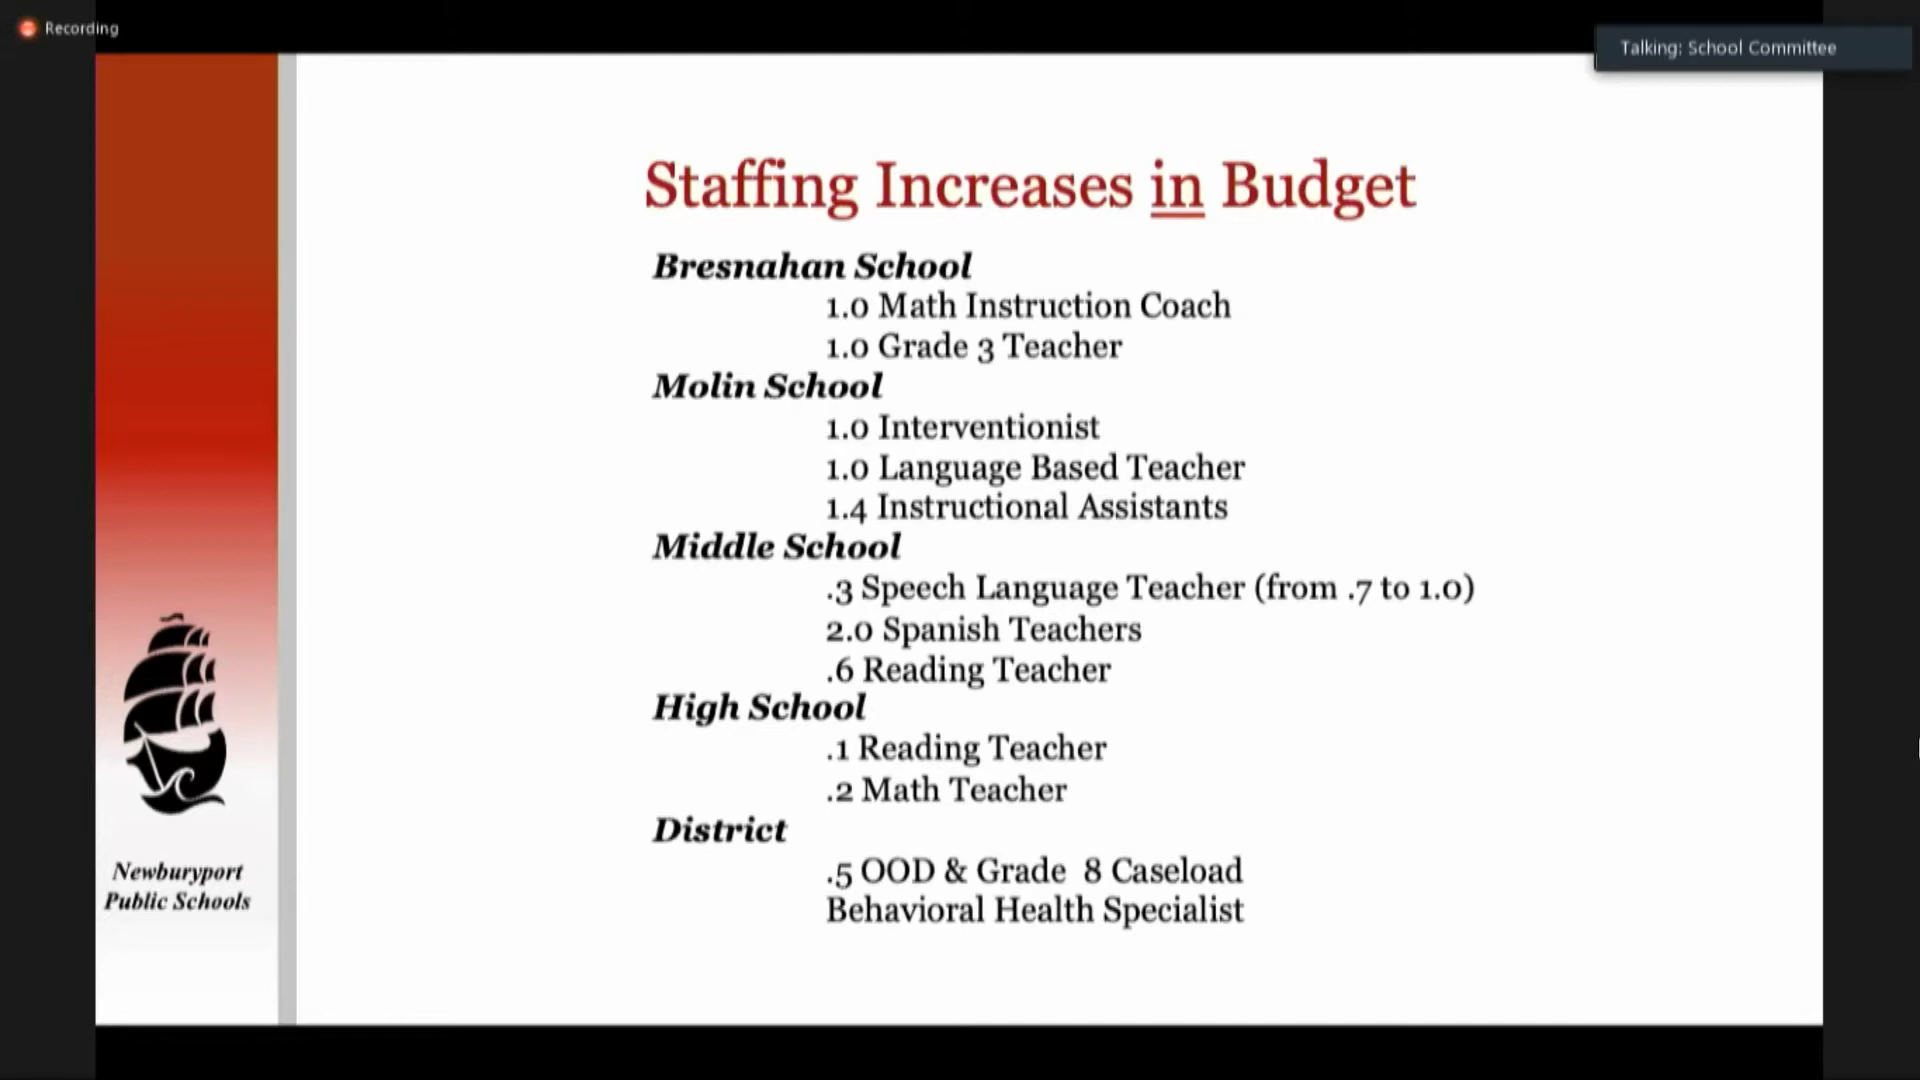 Recording
Talking: School Committee
Staffing Increases in Budget
Bresnahan School
1.0 Math Instruction Coach
1.0 Grade 3 Teacher
Molin School
1.0 Interventionist
1.0 Language Based Teacher
1.4 Instructional Assistants
Middle School
.3 Speech Language Teacher (from .7 to 1.0)
2.0 Spanish Teachers
.6 Reading Teacher
High School
.1 Reading Teacher
.2 Math Teacher
District
.5 OOD & Grade 8 Caseload
Behavioral Health Specialist
Newburyport
Public Schools